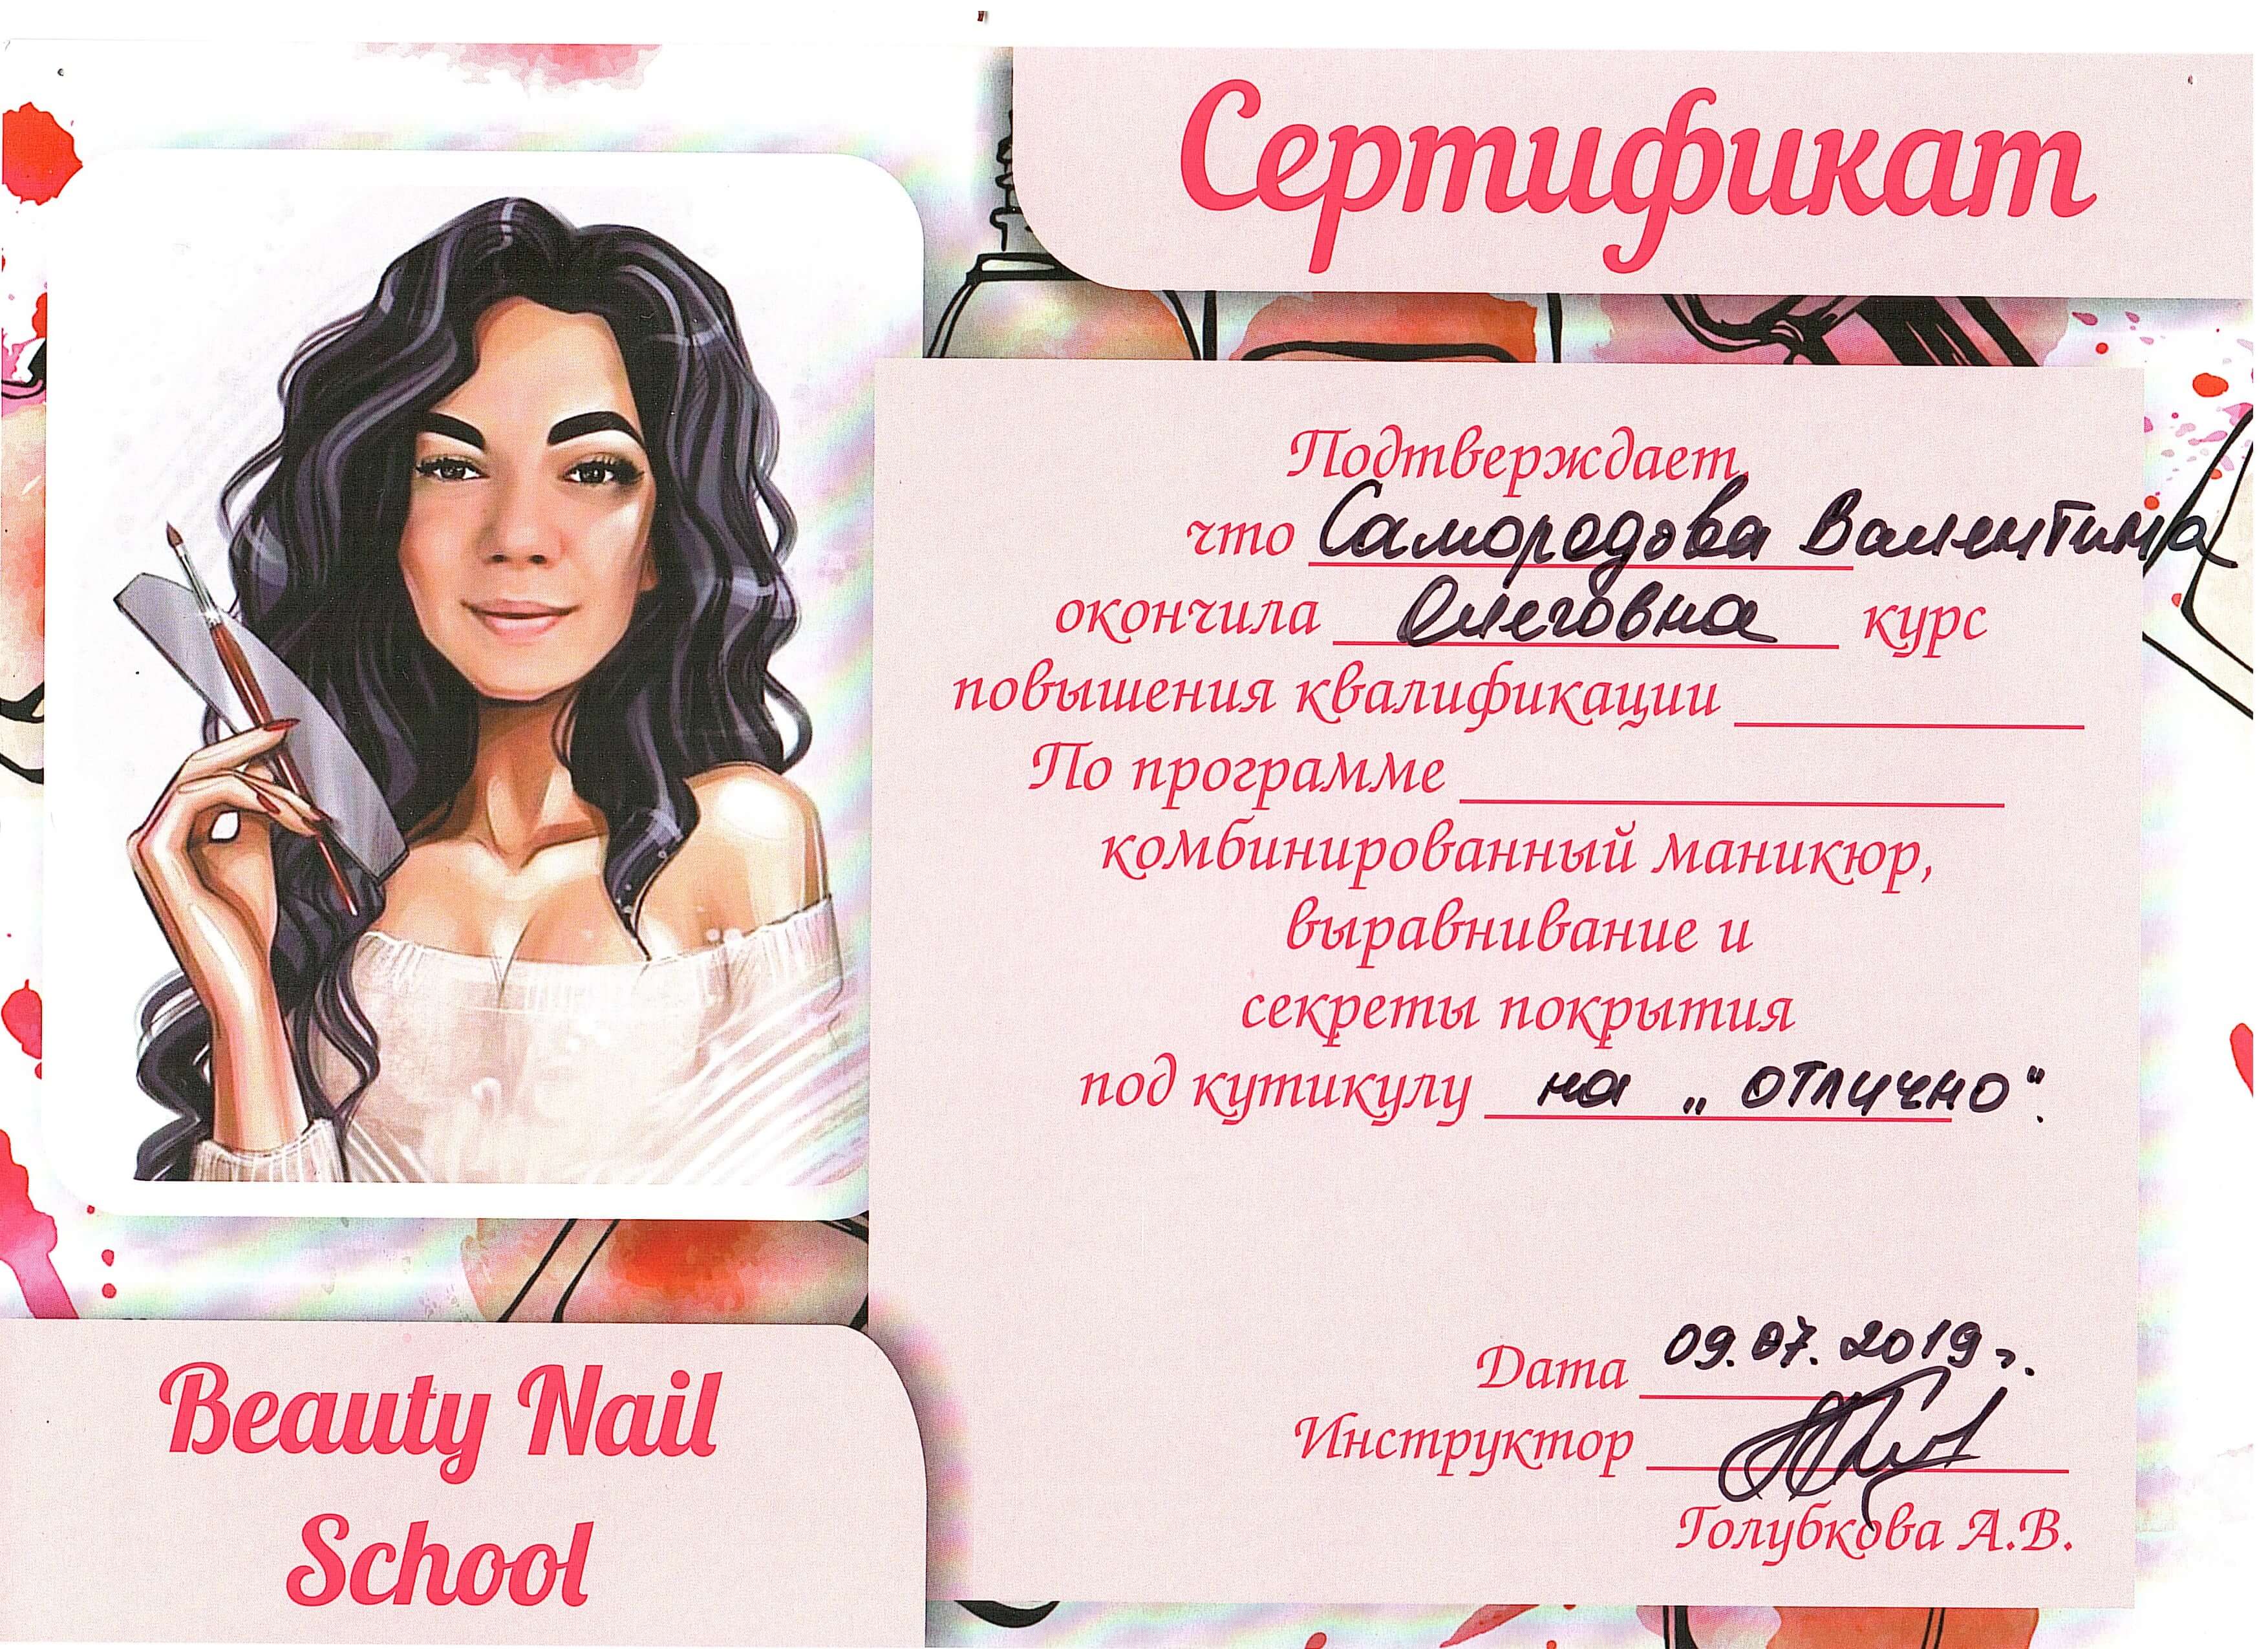 Сертификат
Подтверждает,
что Самородова Валентина
окончила Олеговна курс
повышения квалификации
По программе
комбинированный маникюр,
выравнивание и
секреты покрытия
под кутикулу на „отлично“.
Дата 09.07.2019 г.
Инструктор
Голубкова А.В.
Beauty Nail
School